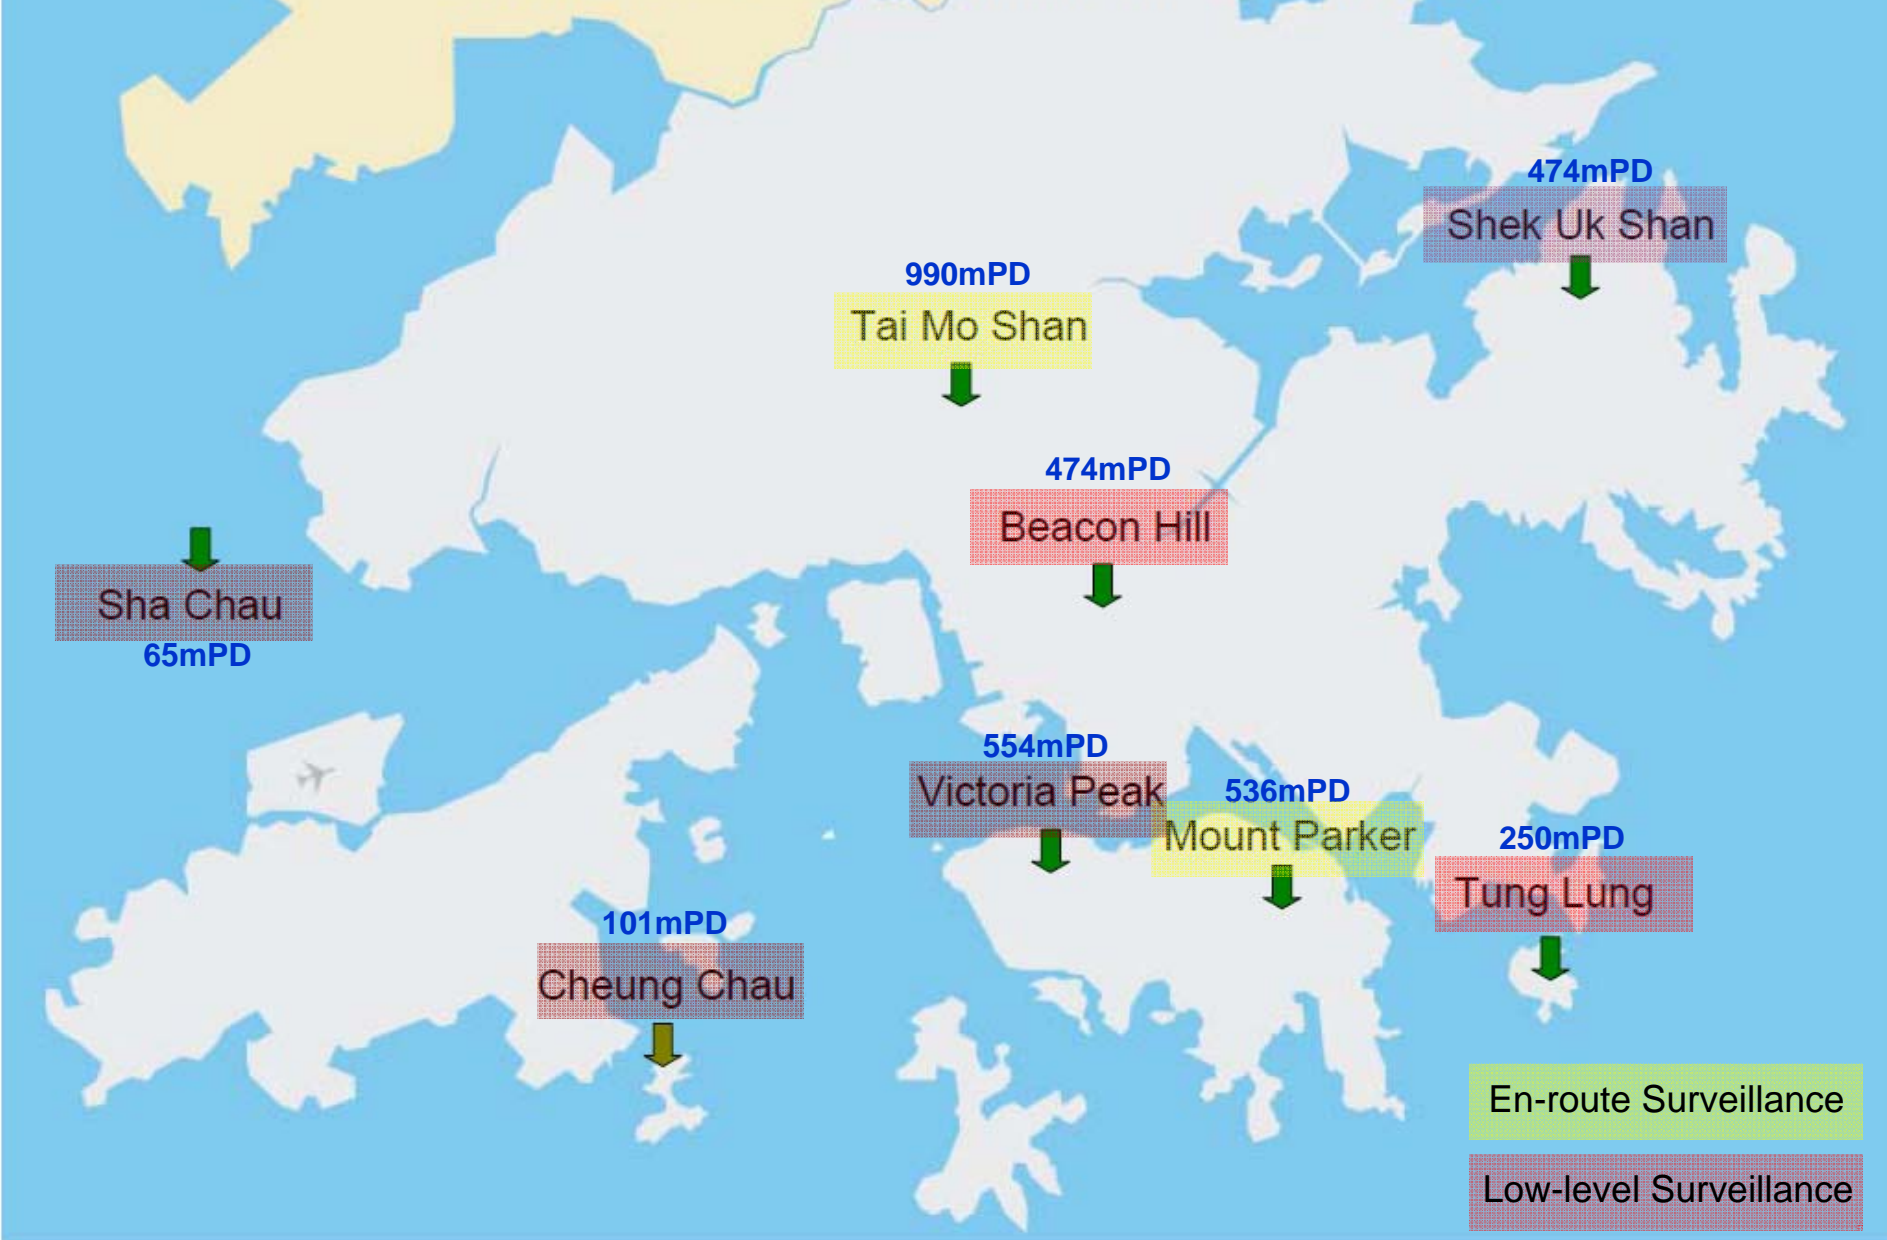 474mPD
Shek Uk Shan
990mPD
Tai Mo Shan
474mPD
Beacon Hill
Sha Chau
65mPD
554mPD
Victoria Peak
536mPD
Mount Parker
250mPD
Tung Lung
101mPD
Cheung Chau
En-route Surveillance
Low-level Surveillance